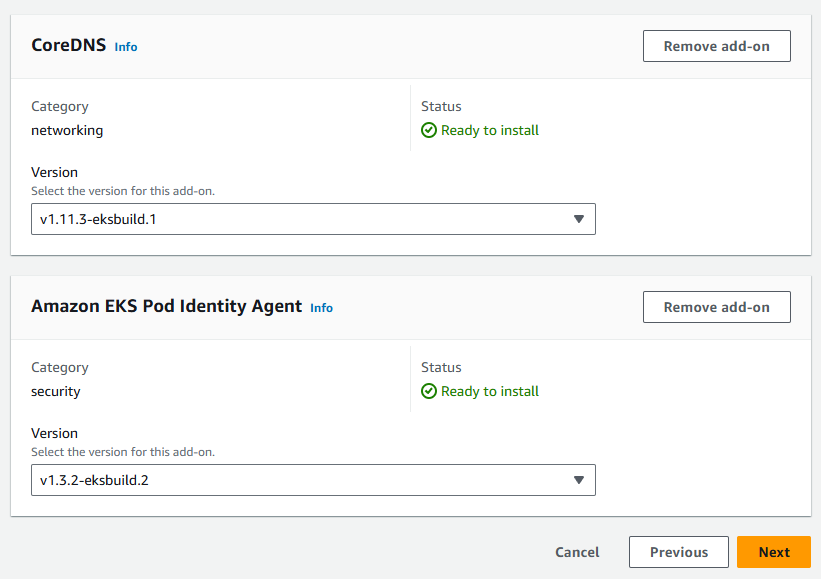 CoreDNS Info
Remove add-on
Category
networking
Status
Ready to install
Version
Select the version for this add-on.
v1.11.3-eksbuild.1
Amazon EKS Pod Identity Agent Info
Remove add-on
Category
security
Status
Ready to install
Version
Select the version for this add-on.
v1.3.2-eksbuild.2
Cancel
Previous
Next